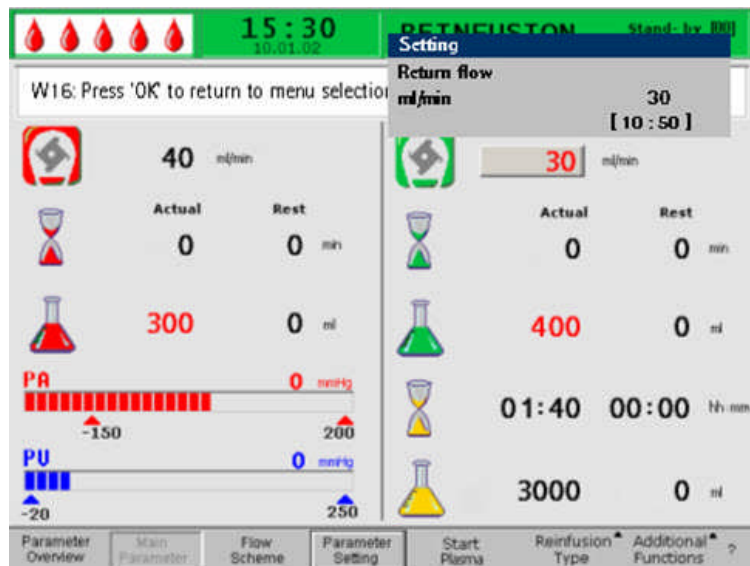 15:30
10.01.02
REINFUSION
Stand-by [00]
Setting
Return flow
ml/min 30
[ 10 : 50 ]
W16: Press 'OK' to return to menu selection
40 ml/min
30 ml/min
Actual Rest
0 0 min
300 0 ml
PA 0 mmHg
-150 200
PV 0 mmHg
-20 250
Actual Rest
0 0 min
400 0 ml
01:40 00:00 hh:mm
3000 0 ml
Parameter Overview
Main Parameter
Flow Scheme
Parameter Setting
Start Plasma
Reinfusion Type
Additional Functions
?